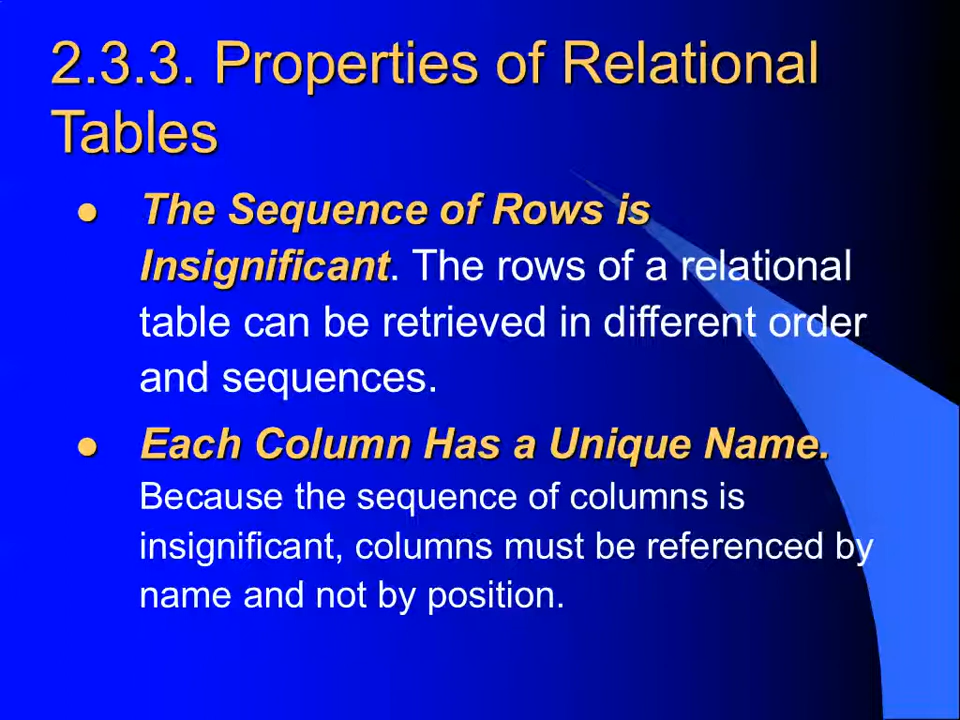 2.3.3. Properties of Relational
Tables
● The Sequence of Rows is
Insignificant. The rows of a relational
table can be retrieved in different order
and sequences.
● Each Column Has a Unique Name.
Because the sequence of columns is
insignificant, columns must be referenced by
name and not by position.